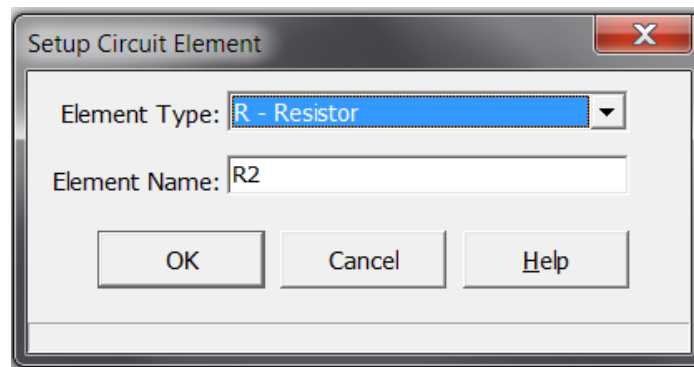 Setup Circuit Element
Element Type: R - Resistor
Element Name: R2
OK Cancel Help